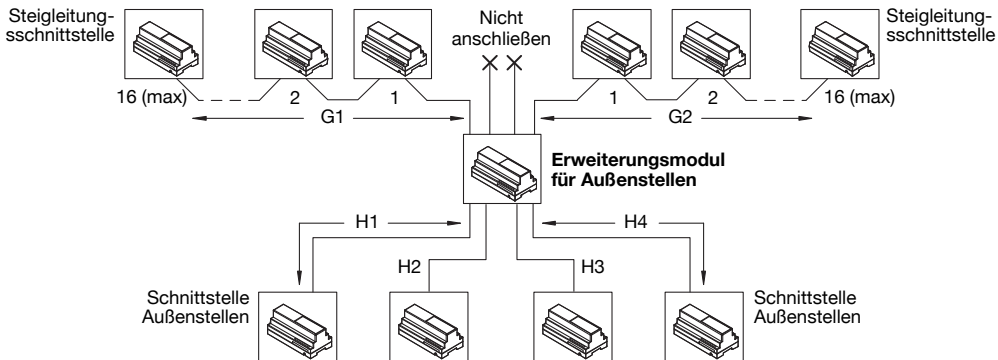 Steigleitung-
sschnittstelle
Nicht
anschließen
Steigleitung-
sschnittstelle
16 (max)
2
1
1
2
16 (max)
G1
G2
Erweiterungsmodul
für Außenstellen
H1
H4
H2
H3
Schnittstelle
Außenstellen
Schnittstelle
Außenstellen